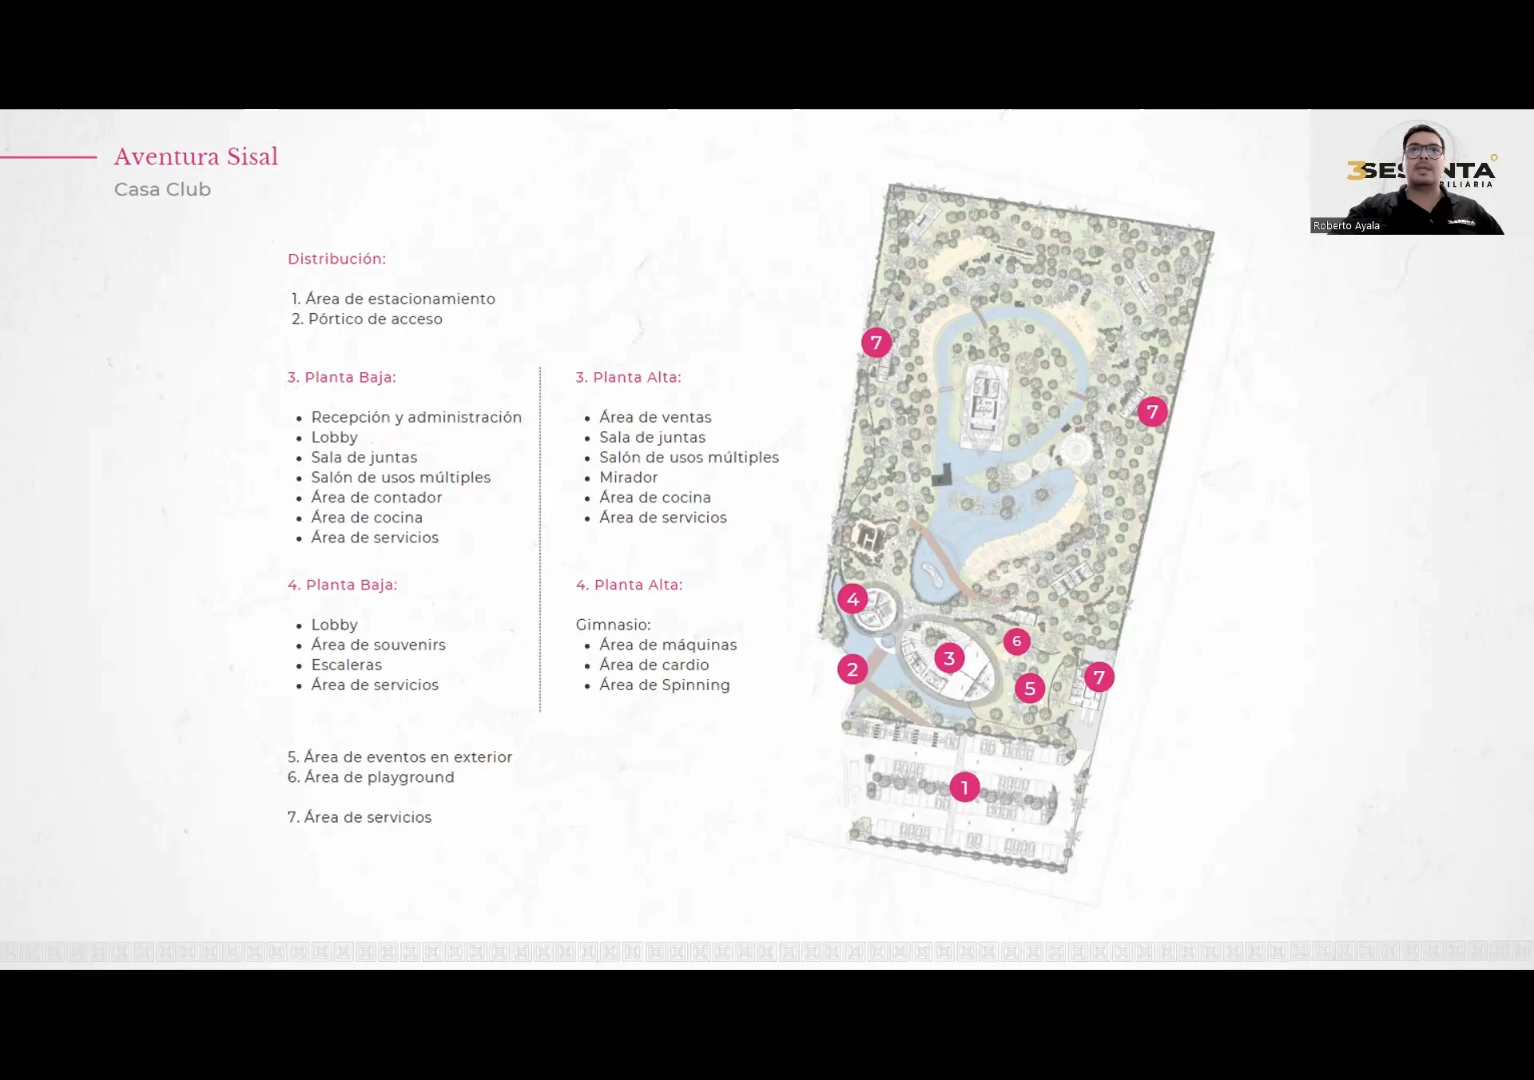 Aventura Sisal
Casa Club
Distribución:
1. Área de estacionamiento
2. Pórtico de acceso
3. Planta Baja:
• Recepción y administración
• Lobby
• Sala de juntas
• Salón de usos múltiples
• Área de contador
• Área de cocina
• Área de servicios
3. Planta Alta:
• Área de ventas
• Sala de juntas
• Salón de usos múltiples
• Mirador
• Área de cocina
• Área de servicios
4. Planta Baja:
• Lobby
• Área de souvenirs
• Escaleras
• Área de servicios
4. Planta Alta:
Gimnasio:
• Área de máquinas
• Área de cardio
• Área de Spinning
5. Área de eventos en exterior
6. Área de playground
7. Área de servicios
7
7
4
6
3
2
5
7
1
Roberto Ayala